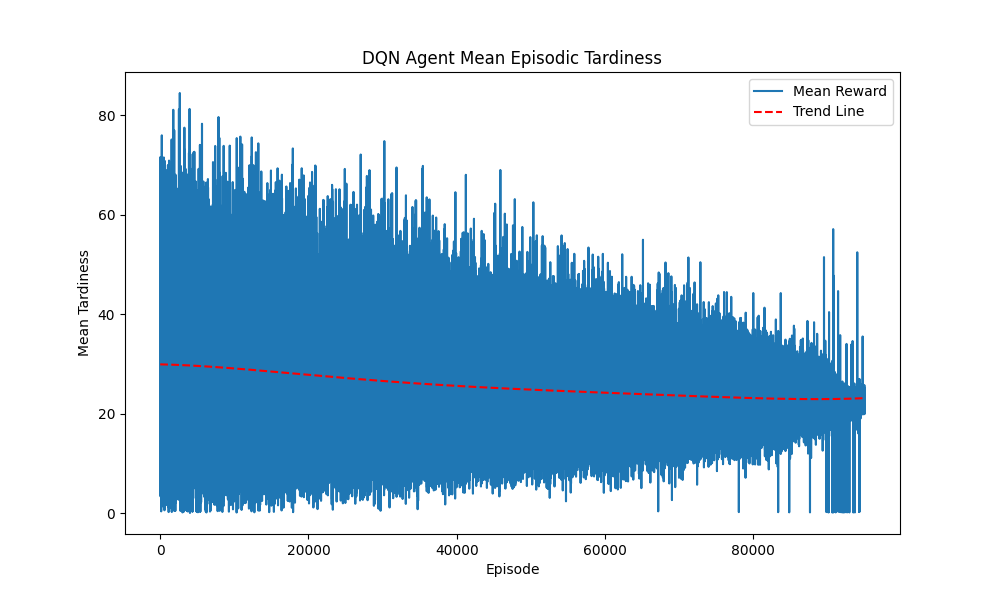 DQN Agent Mean Episodic Tardiness
Mean Reward
Trend Line
Mean Tardiness
80
60
40
20
0
0 20000 40000 60000 80000
Episode